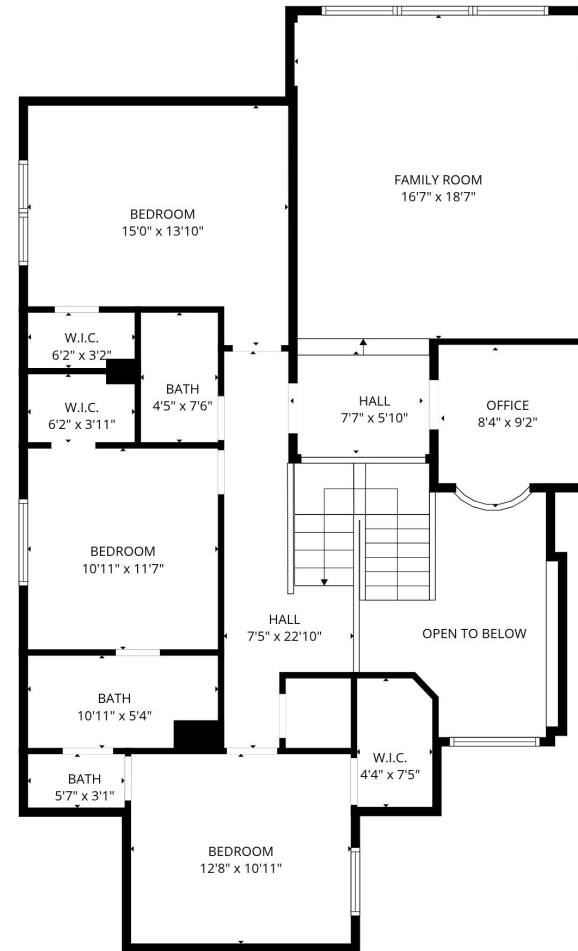 FAMILY ROOM
16'7" x 18'7"
BEDROOM
15'0" x 13'10"
W.I.C.
6'2" x 3'2"
BATH
4'5" x 7'6"
W.I.C.
6'2" x 3'11"
HALL
7'7" x 5'10"
OFFICE
8'4" x 9'2"
BEDROOM
10'11" x 11'7"
HALL
7'5" x 22'10"
OPEN TO BELOW
BATH
10'11" x 5'4"
W.I.C.
4'4" x 7'5"
BATH
5'7" x 3'1"
BEDROOM
12'8" x 10'11"